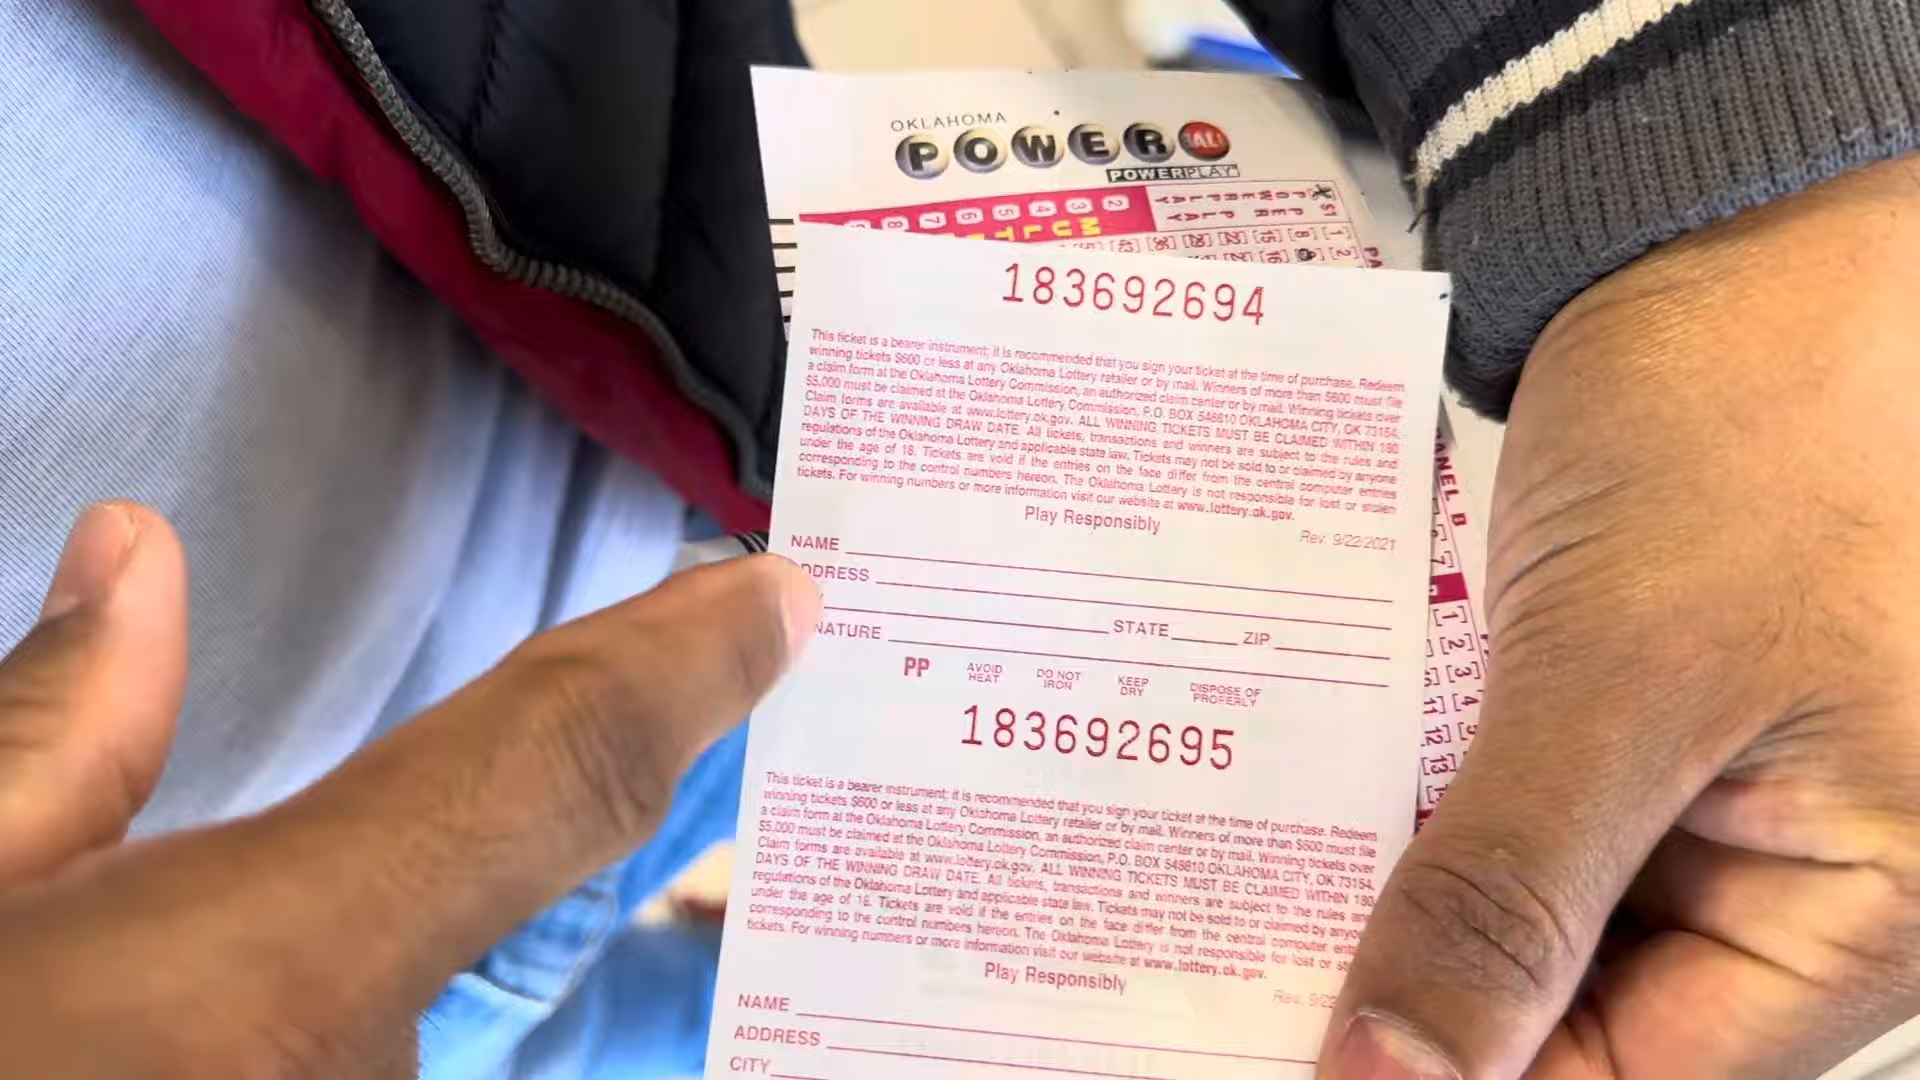 OKLAHOMA
POWERBALL
POWERPLAY
183692694
This ticket is a bearer instrument; it is recommended that you sign your ticket at the time of purchase. Redeem
winning tickets $600 or less at any Oklahoma Lottery retailer or by mail. Winners of more than $600 must file
a claim form at the Oklahoma Lottery Commission, an authorized claim center or by mail. Winning tickets over
$5,000 must be claimed at the Oklahoma Lottery Commission, P.O. BOX 548810 OKLAHOMA CITY, OK 73154.
Claim forms are available at www.lottery.ok.gov. ALL WINNING TICKETS MUST BE CLAIMED WITHIN 180
DAYS OF THE WINNING DRAW DATE. All tickets, transactions and winners are subject to the rules and
regulations of the Oklahoma Lottery and applicable state law. Tickets may not be sold to or claimed by anyone
under the age of 18. Tickets are void if the entries on the face differ from the central computer entries
corresponding to the control numbers hereon. The Oklahoma Lottery is not responsible for lost or stolen
tickets. For winning numbers or more information visit our website at www.lottery.ok.gov.
Play Responsibly
Rev. 9/22/2021
NAME
DDRESS
STATE ZIP
NATURE
PP AVOID HEAT DO NOT IRON KEEP DRY DISPOSE OF PROPERLY
183692695
This ticket is a bearer instrument; it is recommended that you sign your ticket at the time of purchase. Redeem
winning tickets $600 or less at any Oklahoma Lottery retailer or by mail. Winners of more than $600 must file
a claim form at the Oklahoma Lottery Commission, an authorized claim center or by mail. Winning tickets over
$5,000 must be claimed at the Oklahoma Lottery Commission, P.O. BOX 548810 OKLAHOMA CITY, OK 73154.
Claim forms are available at www.lottery.ok.gov. ALL WINNING TICKETS MUST BE CLAIMED WITHIN 180
DAYS OF THE WINNING DRAW DATE. All tickets, transactions and winners are subject to the rules and
regulations of the Oklahoma Lottery and applicable state law. Tickets may not be sold to or claimed by anyo
under the age of 18. Tickets are void if the entries on the face differ from the central computer entr
corresponding to the control numbers hereon. The Oklahoma Lottery is not responsible for lost or st
tickets. For winning numbers or more information visit our website at www.lottery.ok.gov.
Play Responsibly
Rev. 9/22
NAME
ADDRESS
CITY
ANEL B